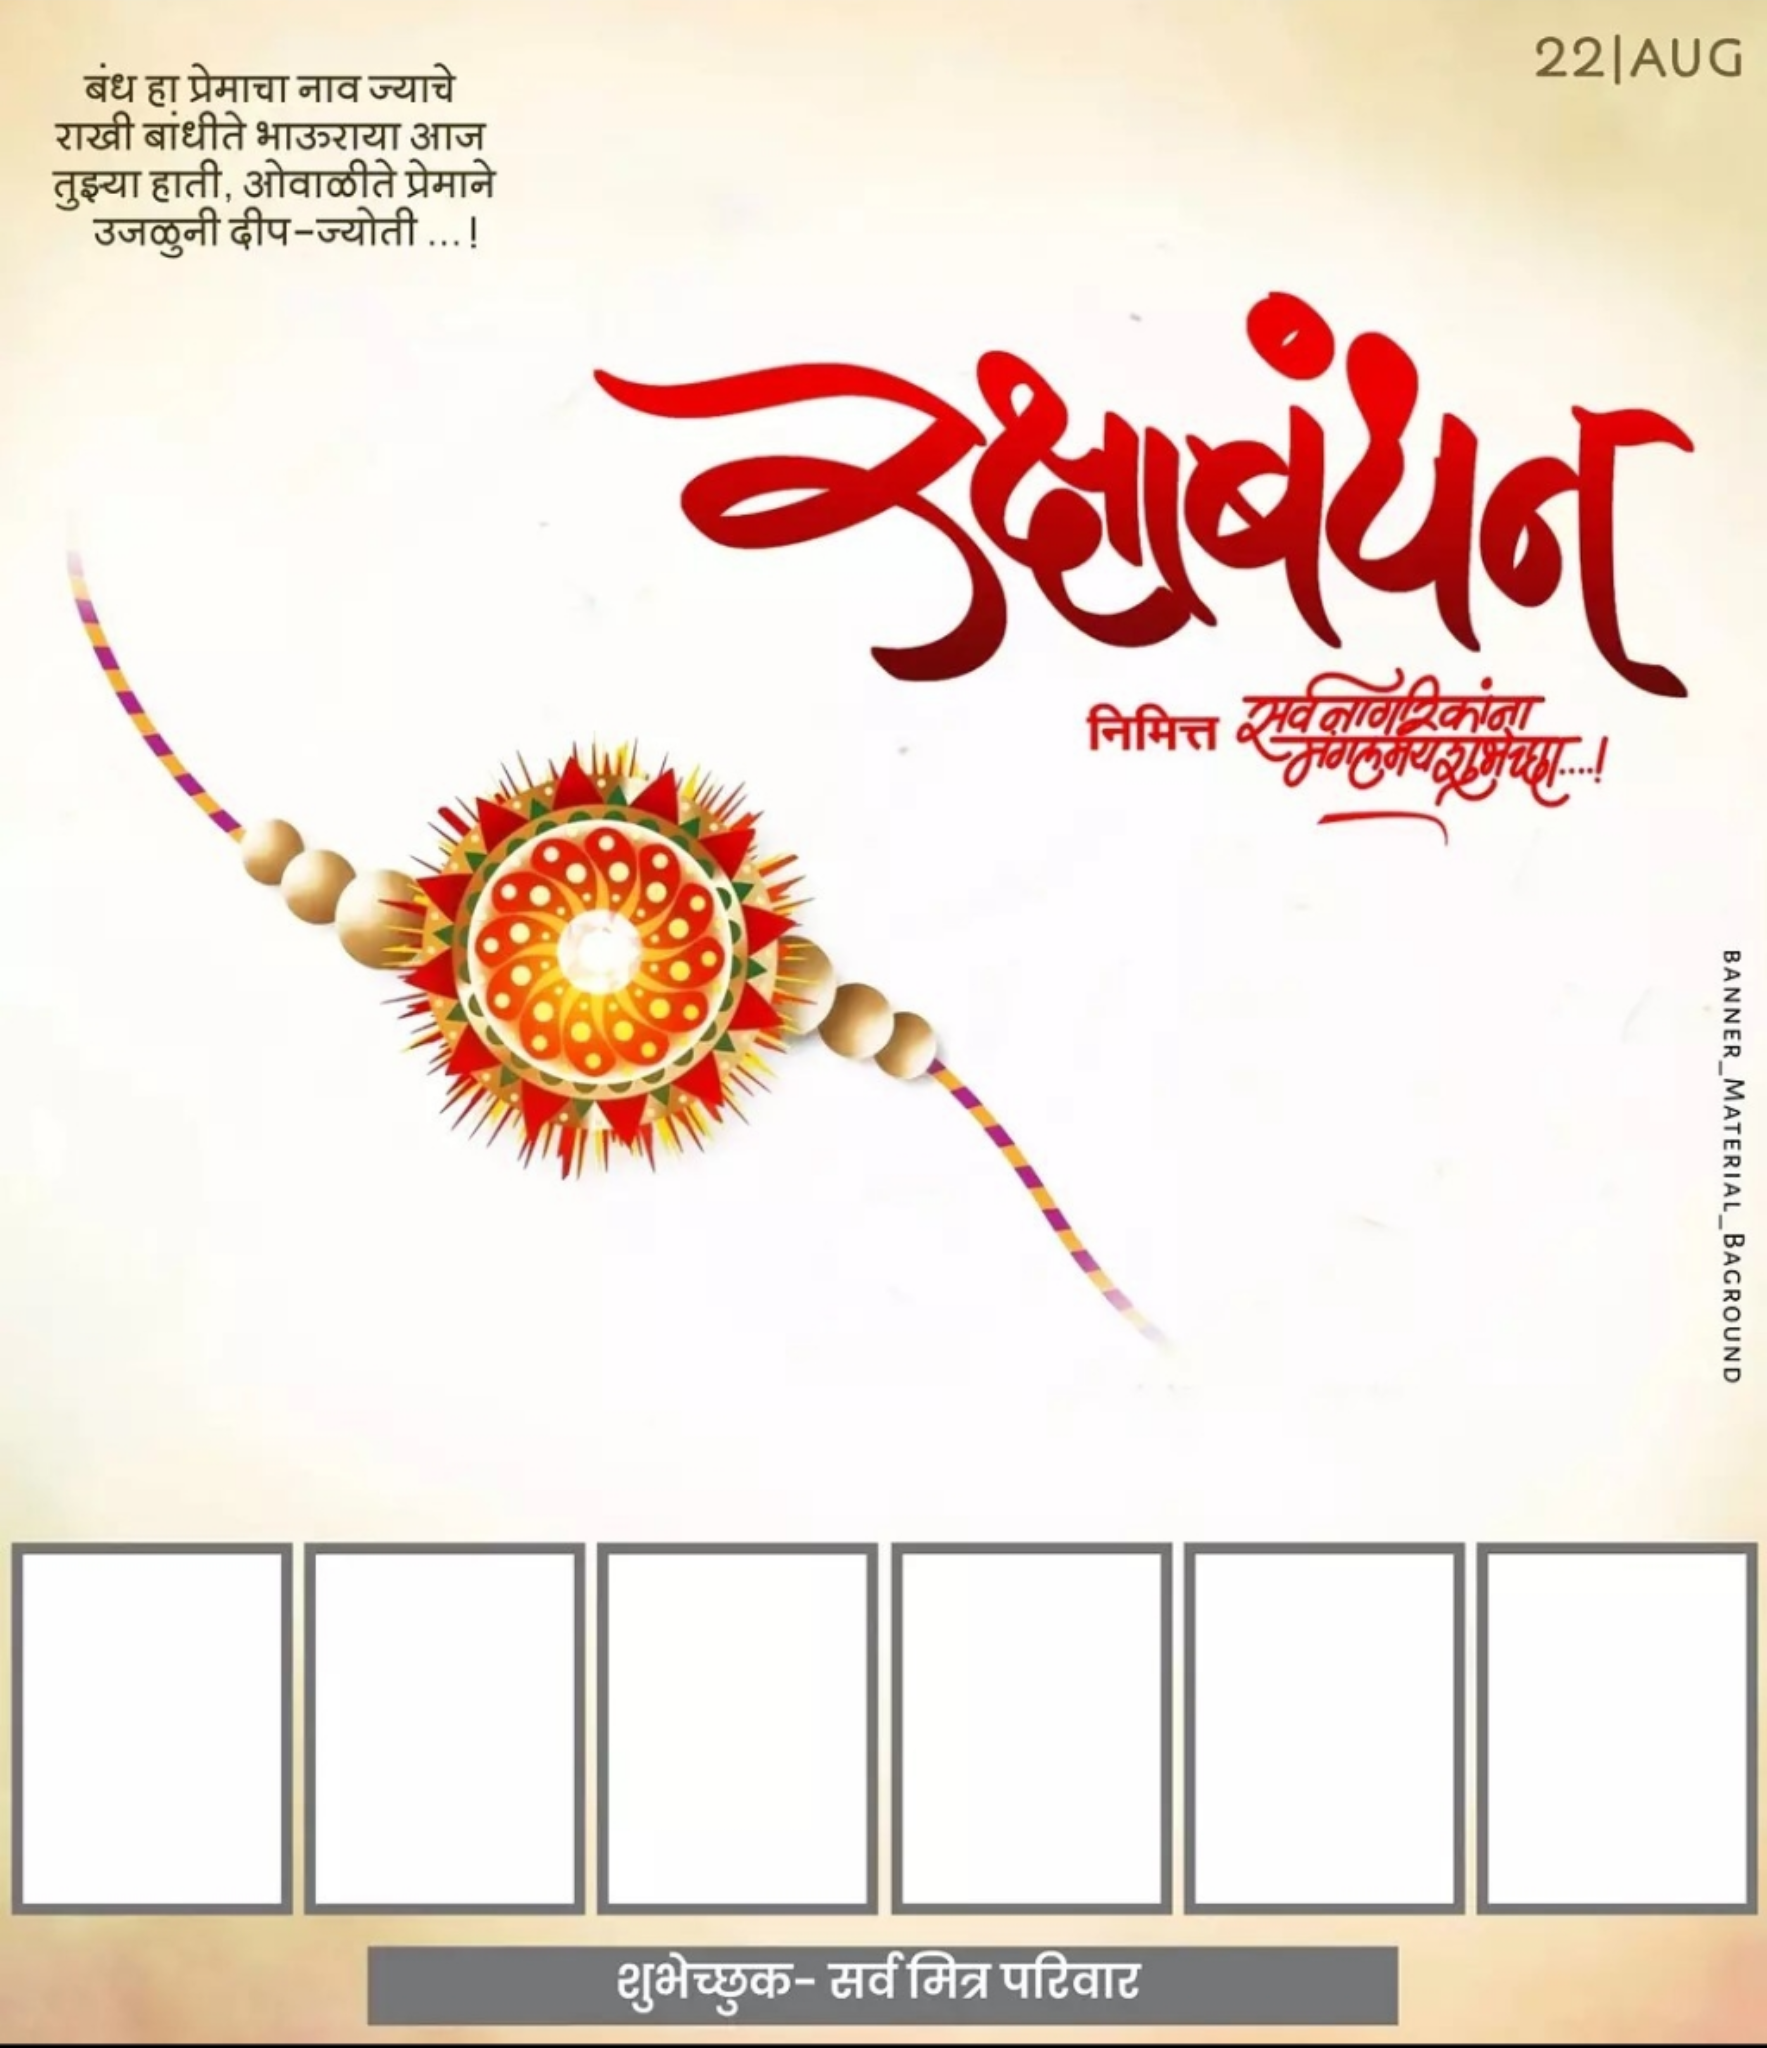 22|AUG
बंध हा प्रेमाचा नाव ज्याचे
राखी बांधीते भाऊराया आज
तुझ्या हाती, ओवाळीते प्रेमाने
उजळुनी दीप-ज्योती ...!
रक्षाबंधन
निमित्त सर्व नागरिकांना
मंगलमय शुभेच्छा....!
BANNER_MATERIAL_BAGROUND
शुभेच्छुक- सर्व मित्र परिवार